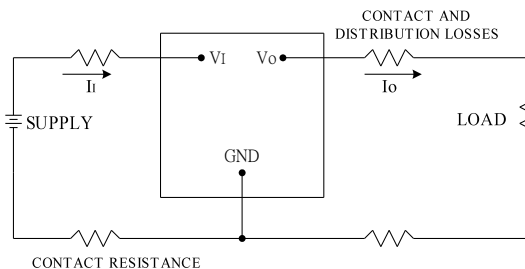 CONTACT AND
DISTRIBUTION LOSSES
VI
VO
II
IO
SUPPLY
LOAD
GND
CONTACT RESISTANCE